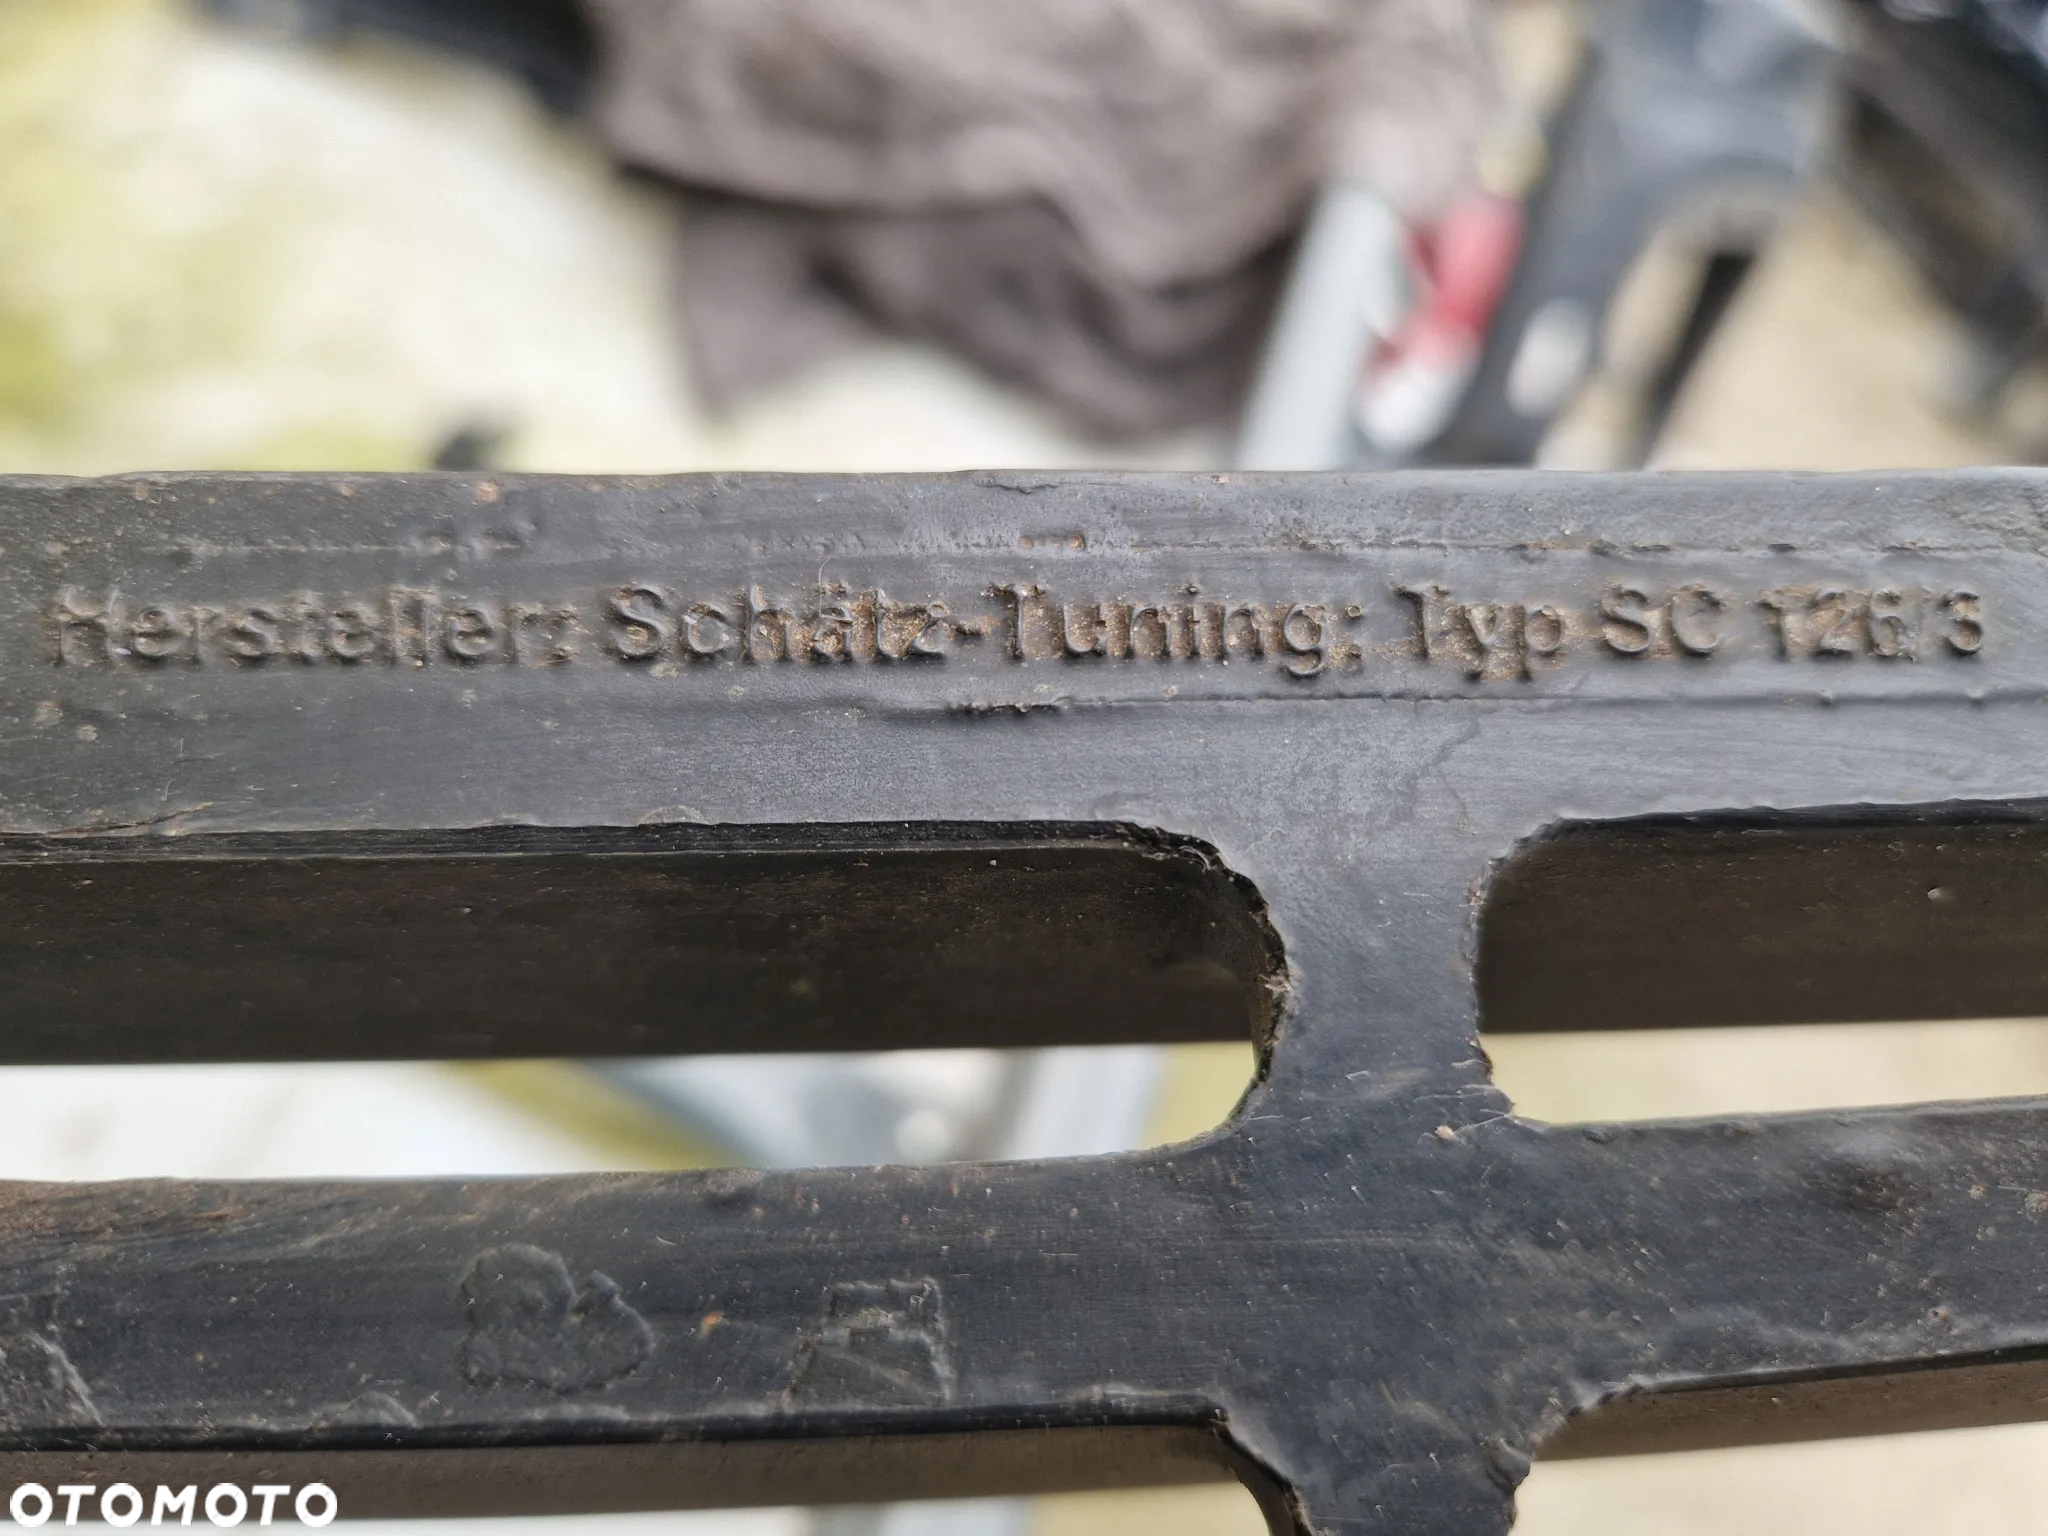 Hersteller: Schätz-Tuning; Typ SC 126/3
OTOMOTO